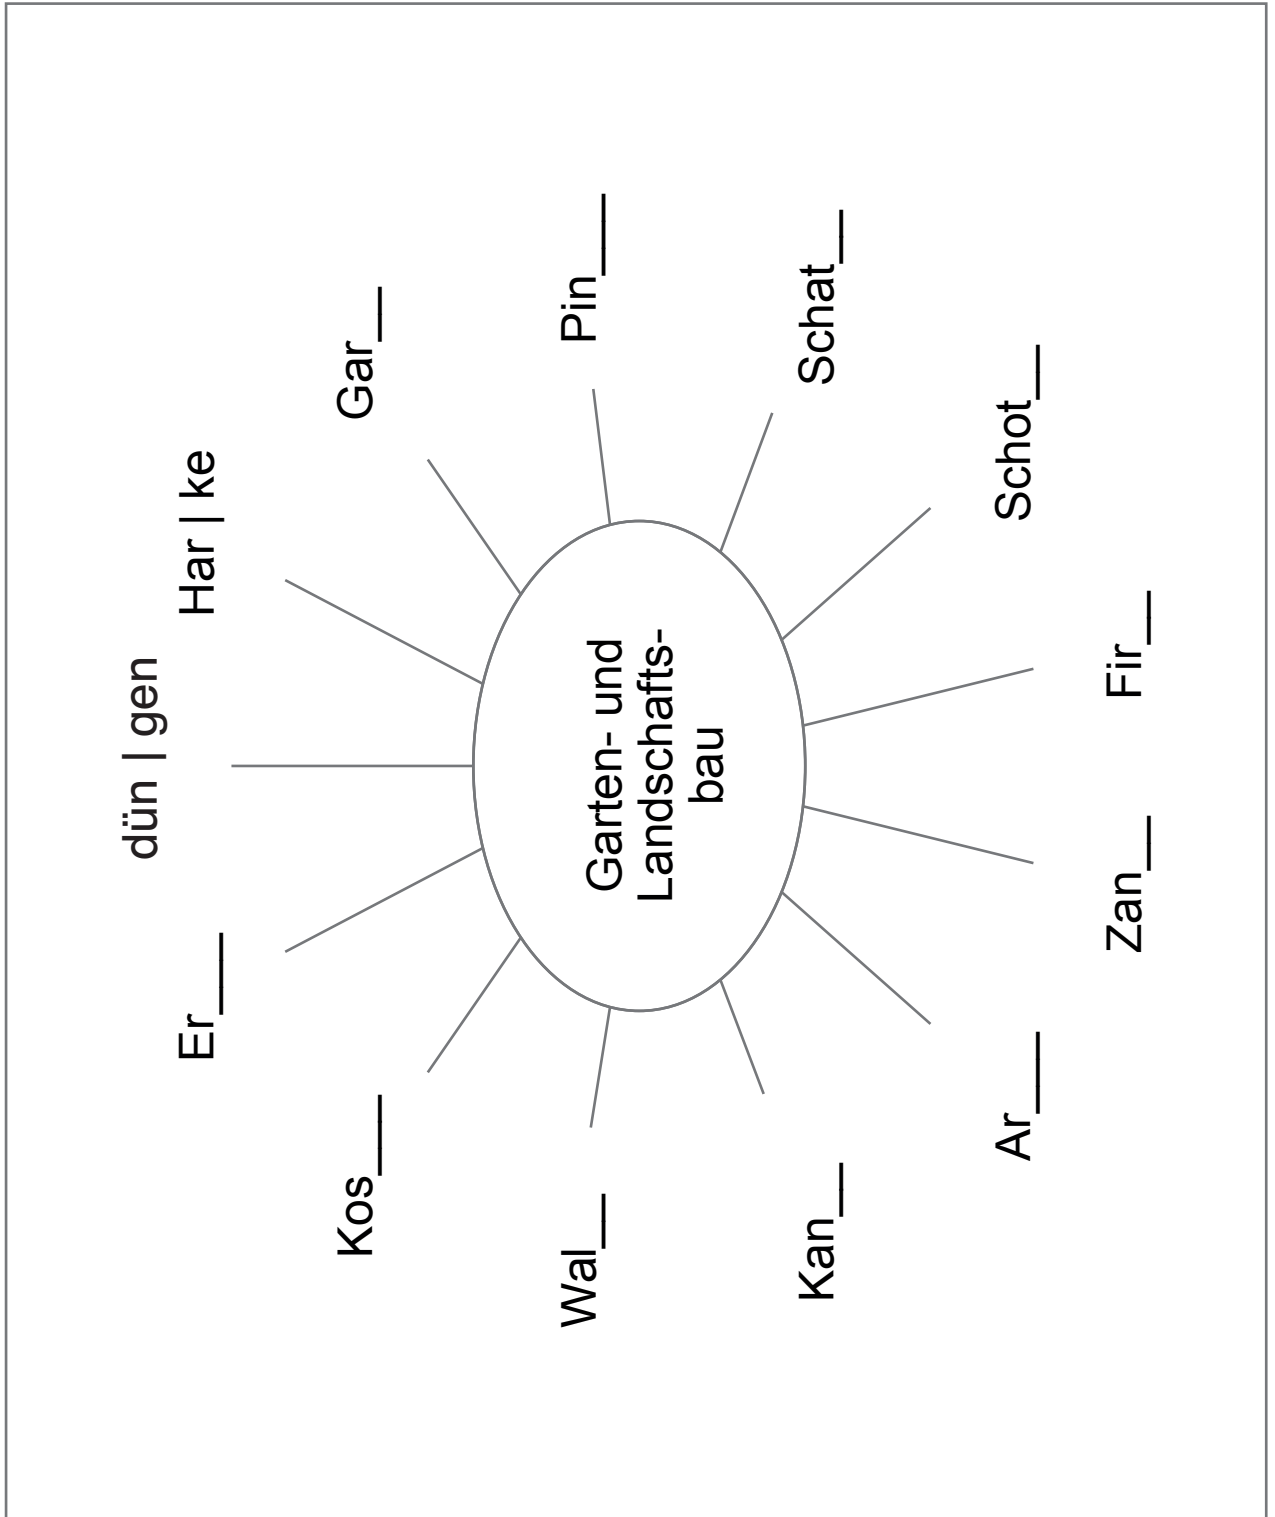 dün | gen
Er___
Har | ke
Kos___
Gar__
Wal__
Pin___
Garten- und
Landschafts-
bau
Kan__
Schat__
Ar___
Schot__
Zan__
Fir__